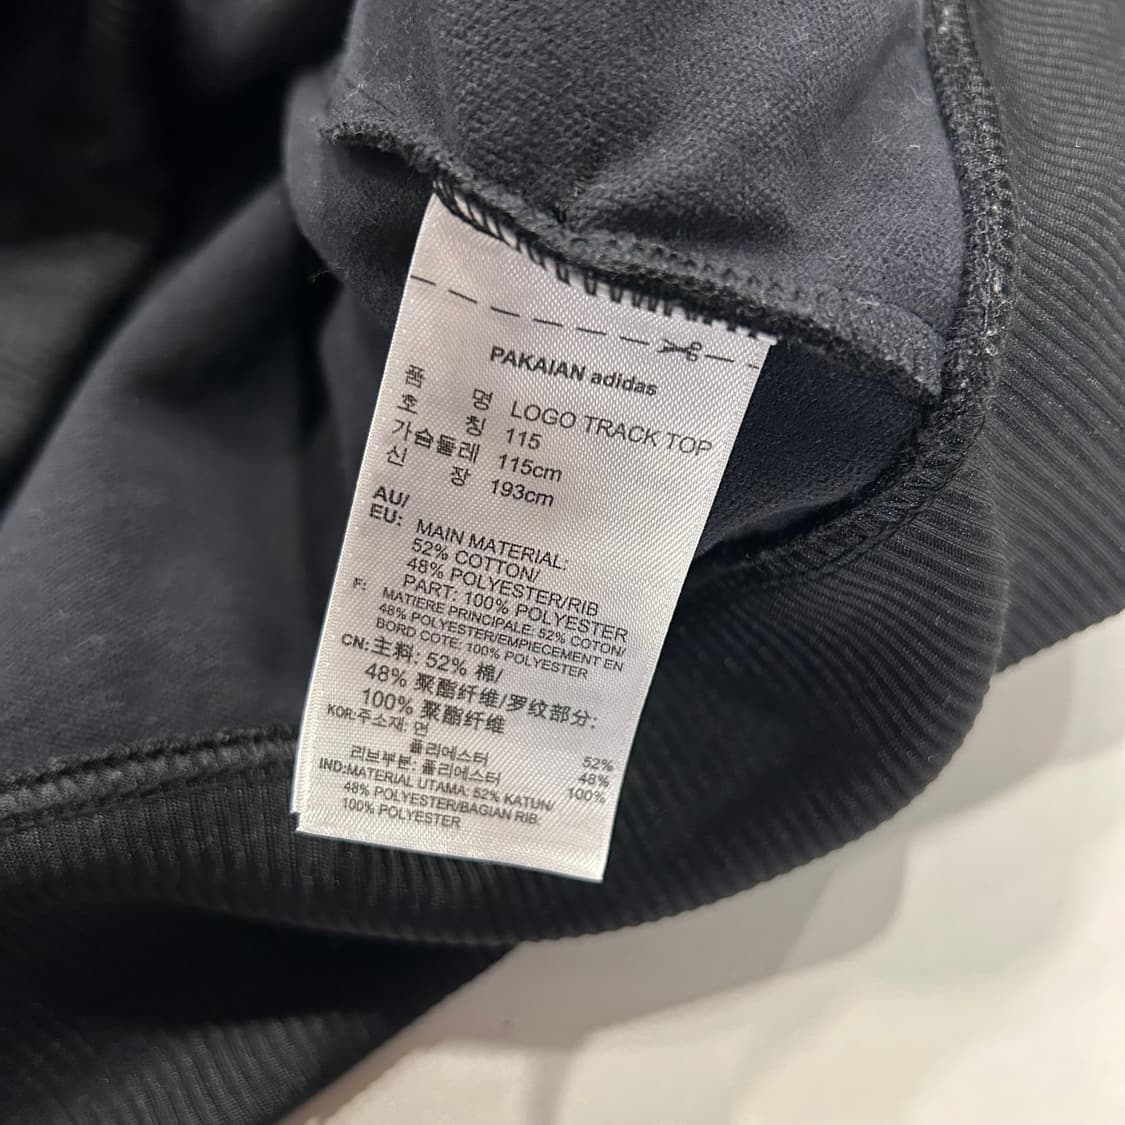 PAKAIAN adidas
품 명 LOGO TRACK TOP
호 칭 115
가슴둘레 115cm
신 장 193cm
AU/
EU: MAIN MATERIAL:
52% COTTON/
48% POLYESTER/RIB
PART: 100% POLYESTER
F: MATIERE PRINCIPALE: 52% COTON/
48% POLYESTER/EMPIECEMENT EN
BORD COTE: 100% POLYESTER
CN: 主料: 52% 棉/
48% 聚酯纤维/罗纹部分:
100% 聚酯纤维
KOR: 주소재: 면 52%
폴리에스터 48%
리브부분: 폴리에스터 100%
IND: MATERIAL UTAMA: 52% KATUN/
48% POLYESTER/BAGIAN RIB:
100% POLYESTER